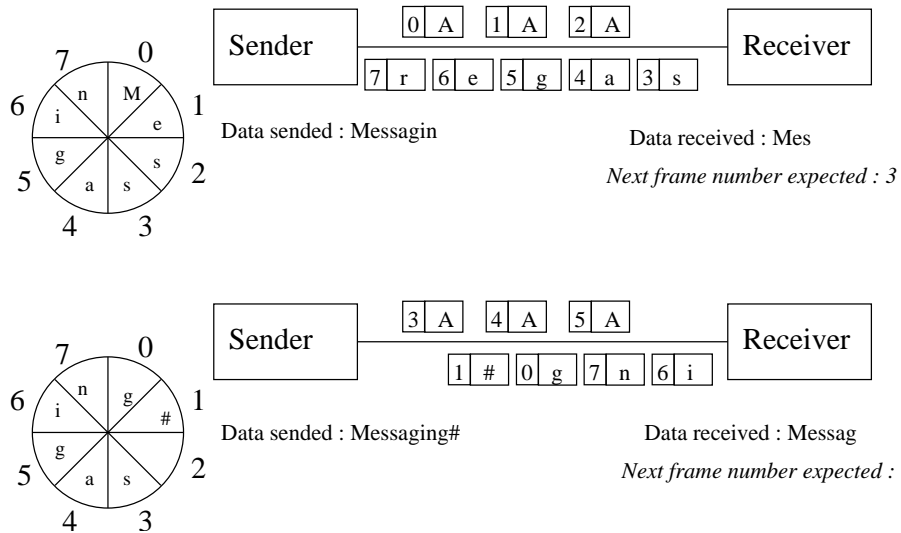 0 A 1 A 2 A
Sender Receiver
7 r 6 e 5 g 4 a 3 s
7 0
6 n M 1
i e
g s
5 a s 2
4 3
Data sended : Messagin
Data received : Mes
Next frame number expected : 3
3 A 4 A 5 A
Sender Receiver
1 # 0 g 7 n 6 i
7 0
6 n g 1
i #
g
5 a s 2
4 3
Data sended : Messaging#
Data received : Messag
Next frame number expected :